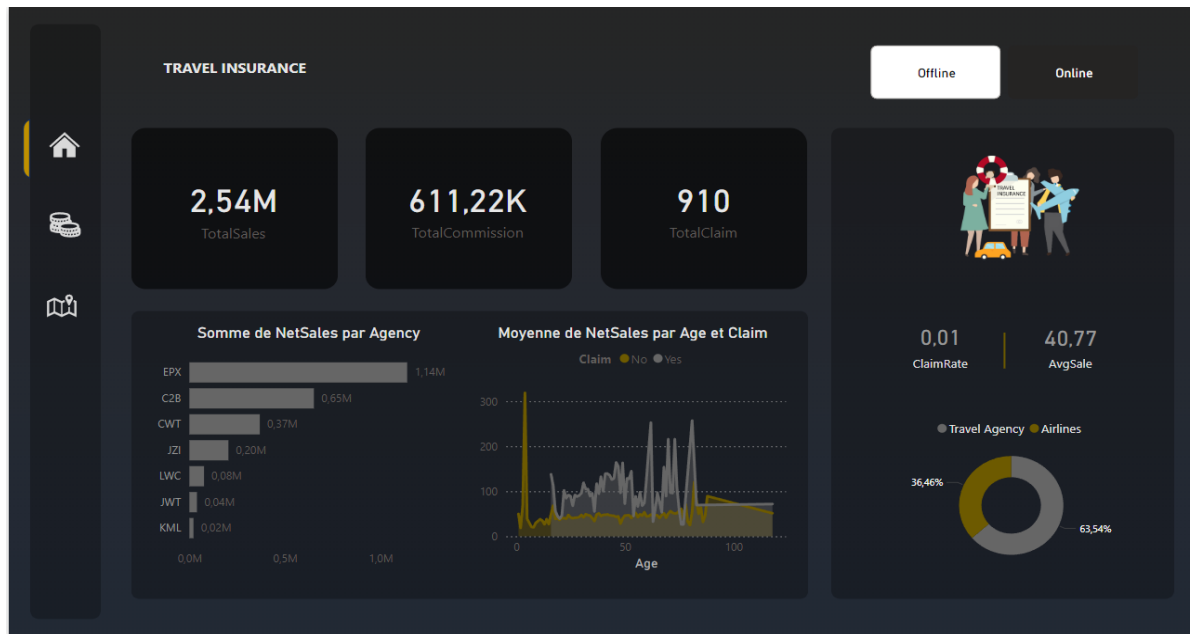 TRAVEL INSURANCE
Offline
Online
2,54M
TotalSales
611,22K
TotalCommission
910
TotalClaim
TRAVEL
INSURANCE
Somme de NetSales par Agency
EPX
1,14M
C2B
0,65M
CWT
0,37M
JZI
0,20M
LWC
0,08M
JWT
0,04M
KML
0,02M
0,0M
0,5M
1,0M
Moyenne de NetSales par Age et Claim
Claim No Yes
300
200
100
0
0
50
100
Age
0,01
ClaimRate
40,77
AvgSale
Travel Agency Airlines
36,46%
63,54%